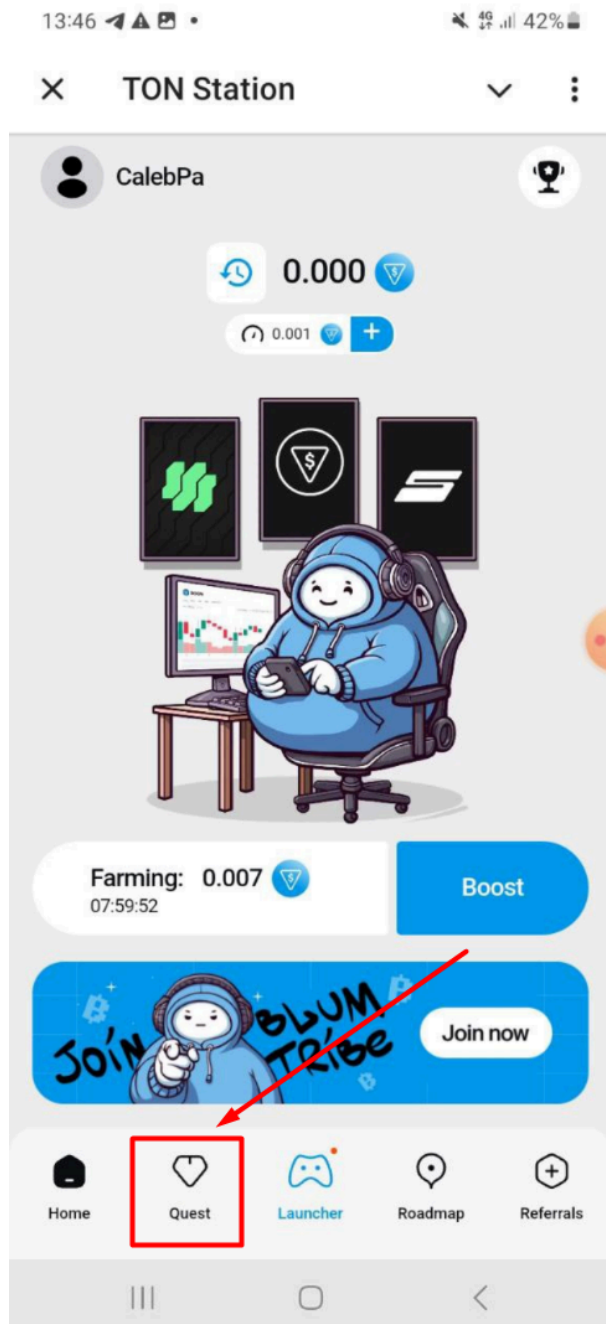 13:46
4G 42%
TON Station
CalebPa
0.000
0.001 +
Farming: 0.007
07:59:52
Boost
JOIN BLUM TRIBE
Join now
Home Quest Launcher Roadmap Referrals